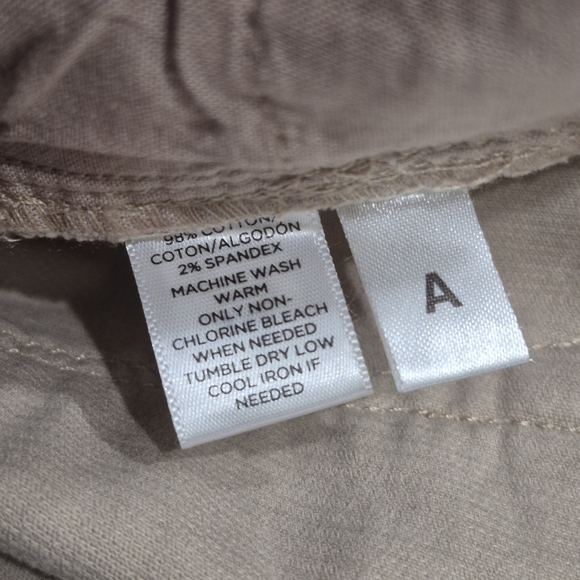 98% COTTON/
COTON/ALGODÓN
2% SPANDEX
MACHINE WASH
WARM
ONLY NON-
CHLORINE BLEACH
WHEN NEEDED
TUMBLE DRY LOW
COOL IRON IF
NEEDED
A